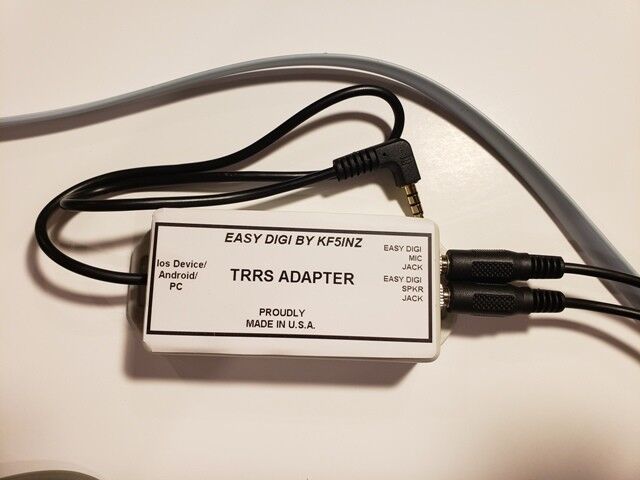 EASY DIGI BY KF5INZ
Ios Device/
Android/
PC
TRRS ADAPTER
EASY DIGI
MIC
JACK
EASY DIGI
SPKR
JACK
PROUDLY
MADE IN U.S.A.